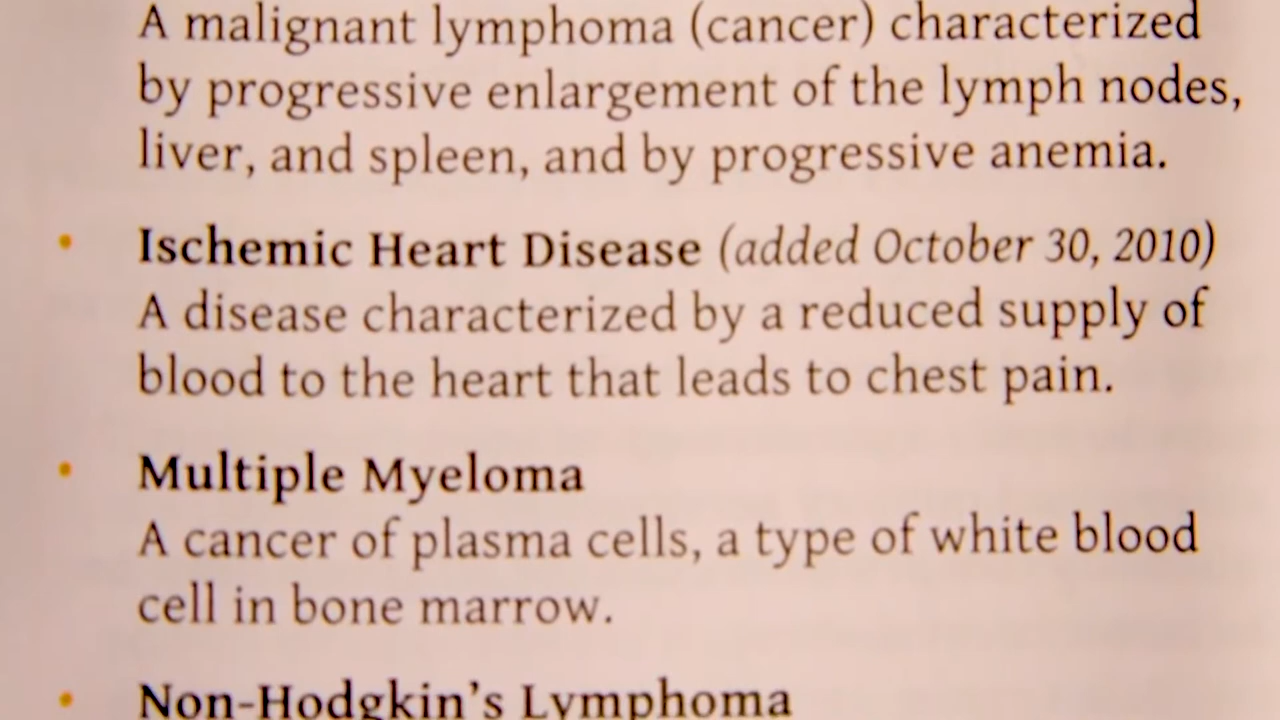 A malignant lymphoma (cancer) characterized
by progressive enlargement of the lymph nodes,
liver, and spleen, and by progressive anemia.
• Ischemic Heart Disease (added October 30, 2010)
A disease characterized by a reduced supply of
blood to the heart that leads to chest pain.
• Multiple Myeloma
A cancer of plasma cells, a type of white blood
cell in bone marrow.
• Non-Hodgkin's Lymphoma